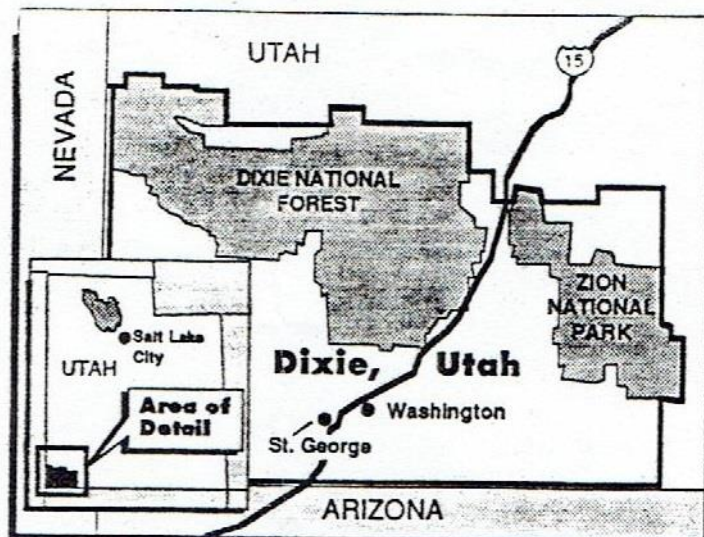 UTAH
15
NEVADA
DIXIE NATIONAL
FOREST
ZION
NATIONAL
PARK
Salt Lake
City
UTAH
Dixie, Utah
Area of
Detail
Washington
St. George
ARIZONA